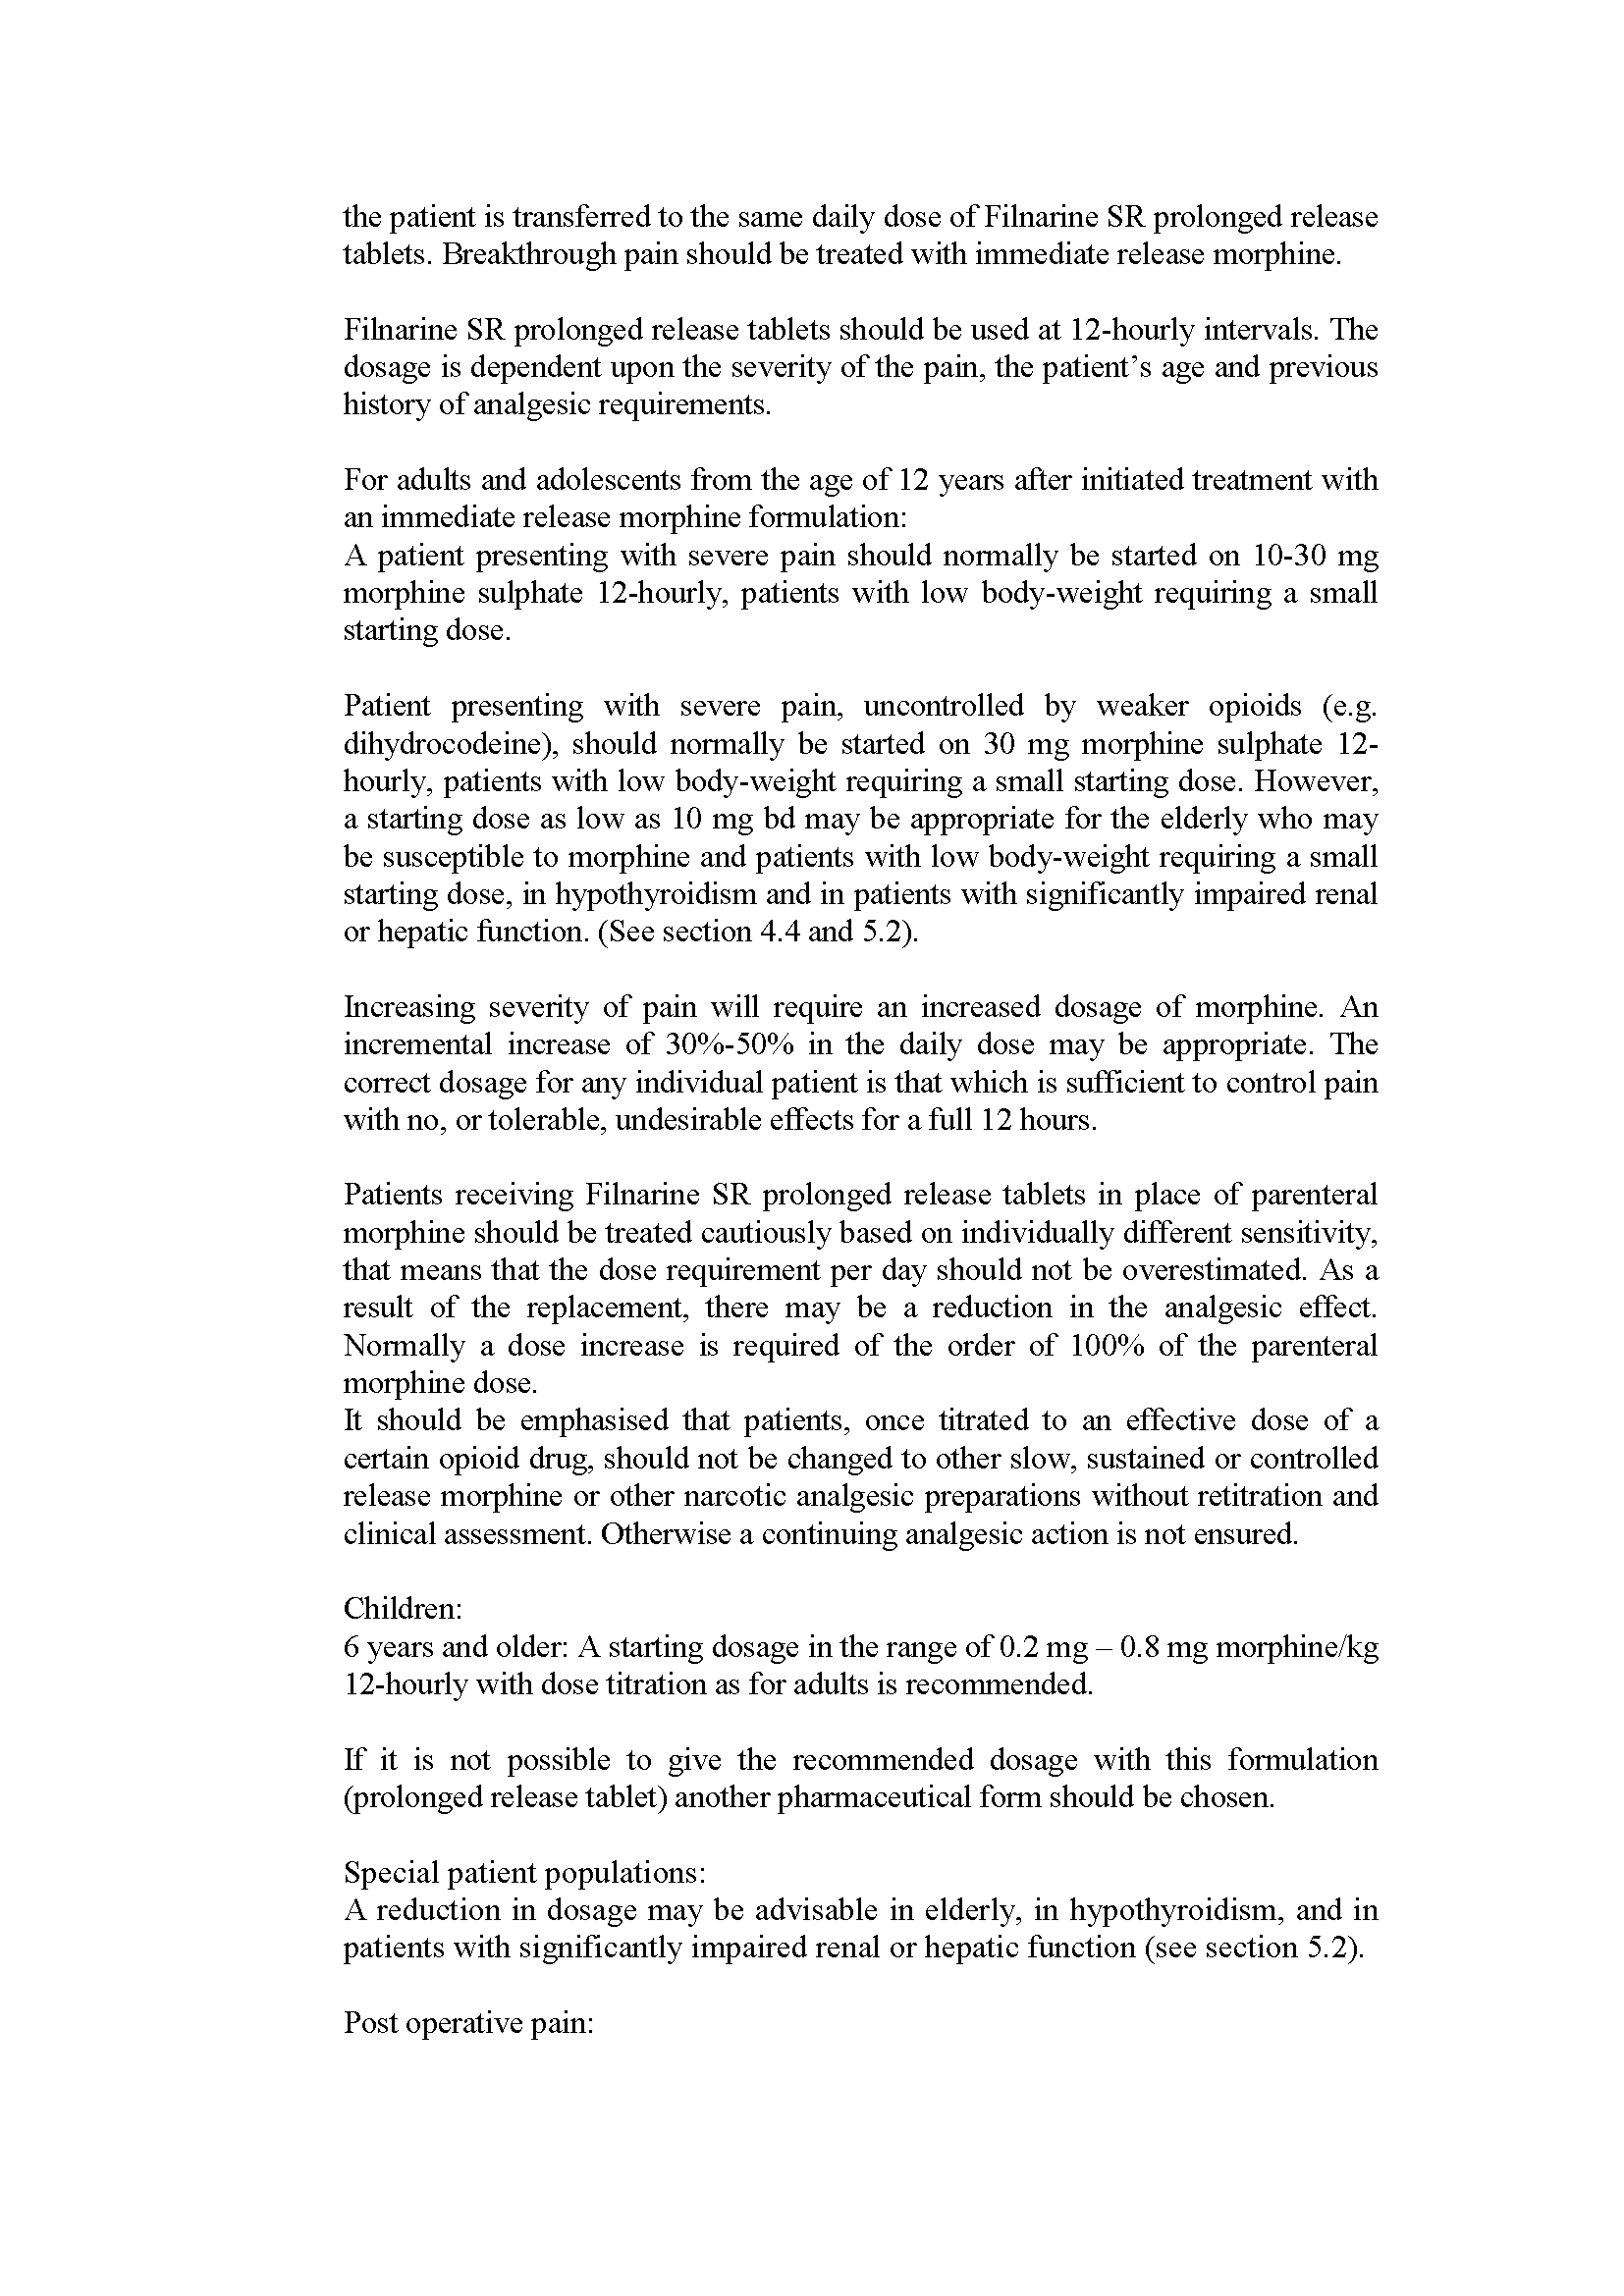 the patient is transferred to the same daily dose of Filnarine SR prolonged release
tablets. Breakthrough pain should be treated with immediate release morphine.
Filnarine SR prolonged release tablets should be used at 12-hourly intervals. The
dosage is dependent upon the severity of the pain, the patient’s age and previous
history of analgesic requirements.
For adults and adolescents from the age of 12 years after initiated treatment with
an immediate release morphine formulation:
A patient presenting with severe pain should normally be started on 10-30 mg
morphine sulphate 12-hourly, patients with low body-weight requiring a small
starting dose.
Patient presenting with severe pain, uncontrolled by weaker opioids (e.g.
dihydrocodeine), should normally be started on 30 mg morphine sulphate 12-
hourly, patients with low body-weight requiring a small starting dose. However,
a starting dose as low as 10 mg bd may be appropriate for the elderly who may
be susceptible to morphine and patients with low body-weight requiring a small
starting dose, in hypothyroidism and in patients with significantly impaired renal
or hepatic function. (See section 4.4 and 5.2).
Increasing severity of pain will require an increased dosage of morphine. An
incremental increase of 30%-50% in the daily dose may be appropriate. The
correct dosage for any individual patient is that which is sufficient to control pain
with no, or tolerable, undesirable effects for a full 12 hours.
Patients receiving Filnarine SR prolonged release tablets in place of parenteral
morphine should be treated cautiously based on individually different sensitivity,
that means that the dose requirement per day should not be overestimated. As a
result of the replacement, there may be a reduction in the analgesic effect.
Normally a dose increase is required of the order of 100% of the parenteral
morphine dose.
It should be emphasised that patients, once titrated to an effective dose of a
certain opioid drug, should not be changed to other slow, sustained or controlled
release morphine or other narcotic analgesic preparations without retitration and
clinical assessment. Otherwise a continuing analgesic action is not ensured.
Children:
6 years and older: A starting dosage in the range of 0.2 mg – 0.8 mg morphine/kg
12-hourly with dose titration as for adults is recommended.
If it is not possible to give the recommended dosage with this formulation
(prolonged release tablet) another pharmaceutical form should be chosen.
Special patient populations:
A reduction in dosage may be advisable in elderly, in hypothyroidism, and in
patients with significantly impaired renal or hepatic function (see section 5.2).
Post operative pain: